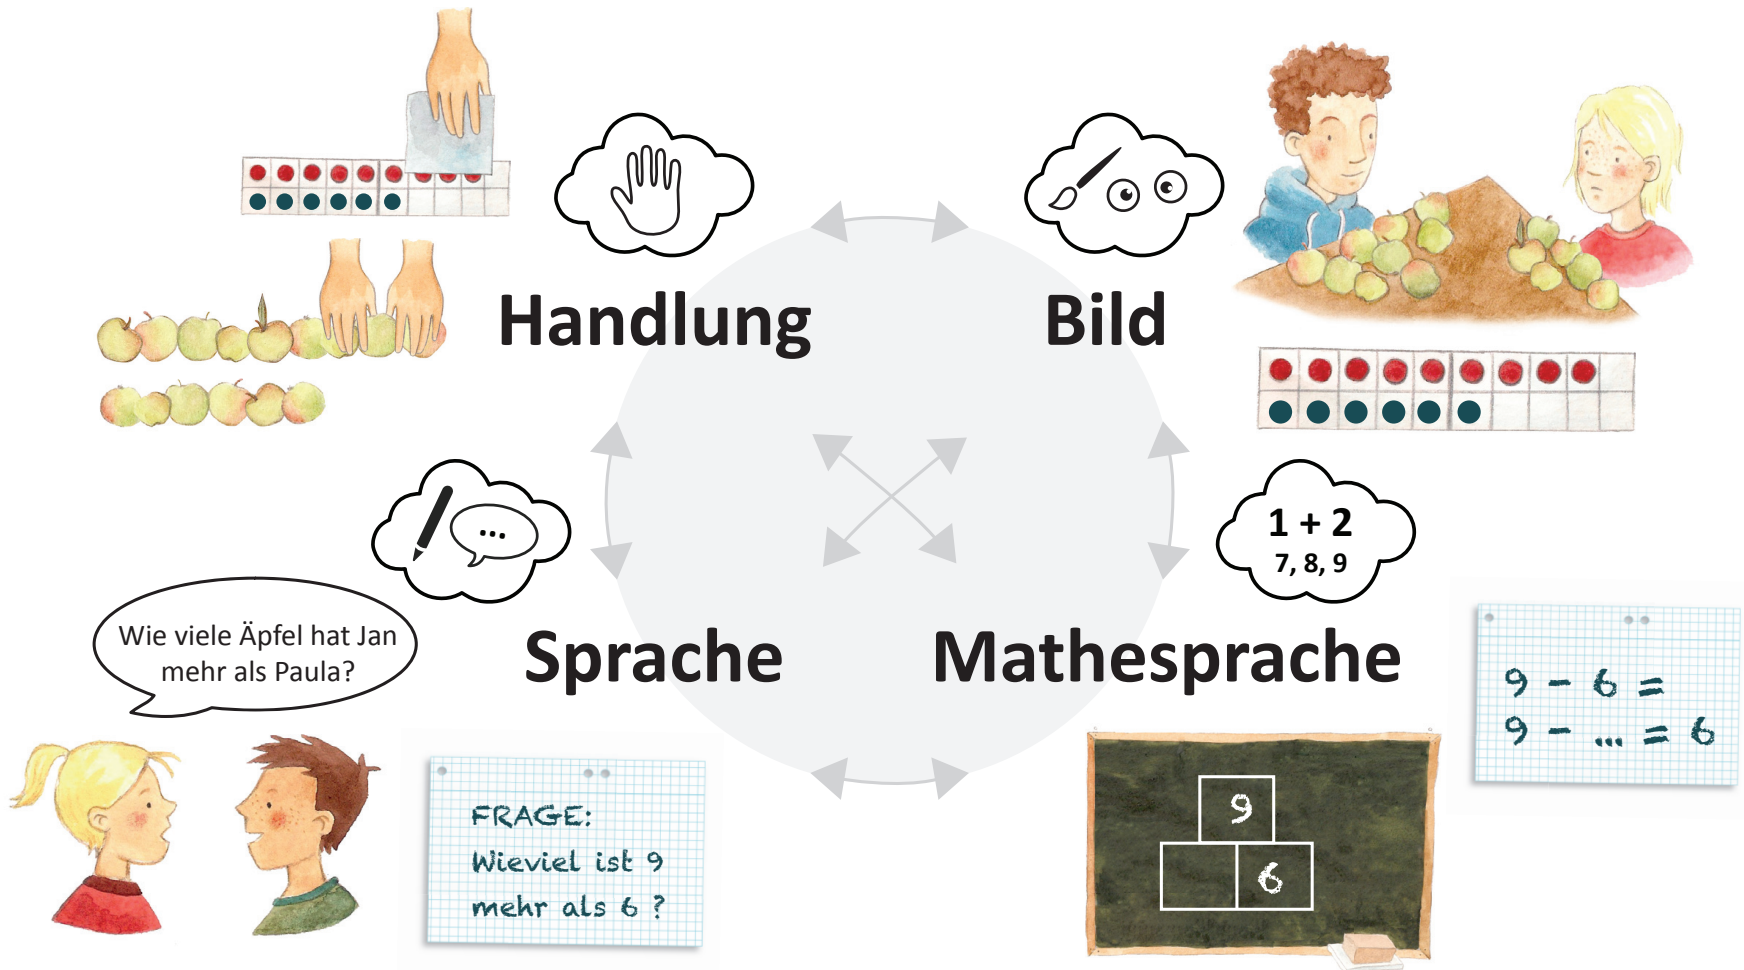 Handlung
Bild
1 + 2
7, 8, 9
Sprache
Mathesprache
Wie viele Äpfel hat Jan
mehr als Paula?
FRAGE:
Wieviel ist 9
mehr als 6 ?
9
6
9 – 6 =
9 – ... = 6
...